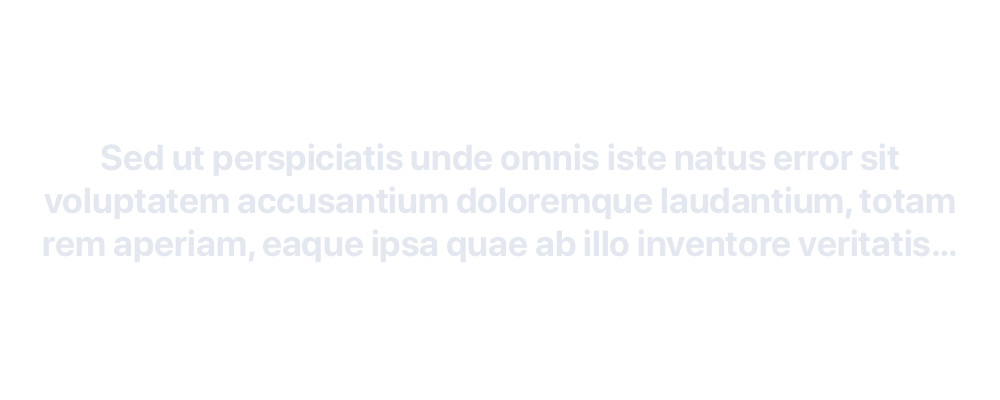 Sed ut perspiciatis unde omnis iste natus error sit
voluptatem accusantium doloremque laudantium, totam
rem aperiam, eaque ipsa quae ab illo inventore veritatis...